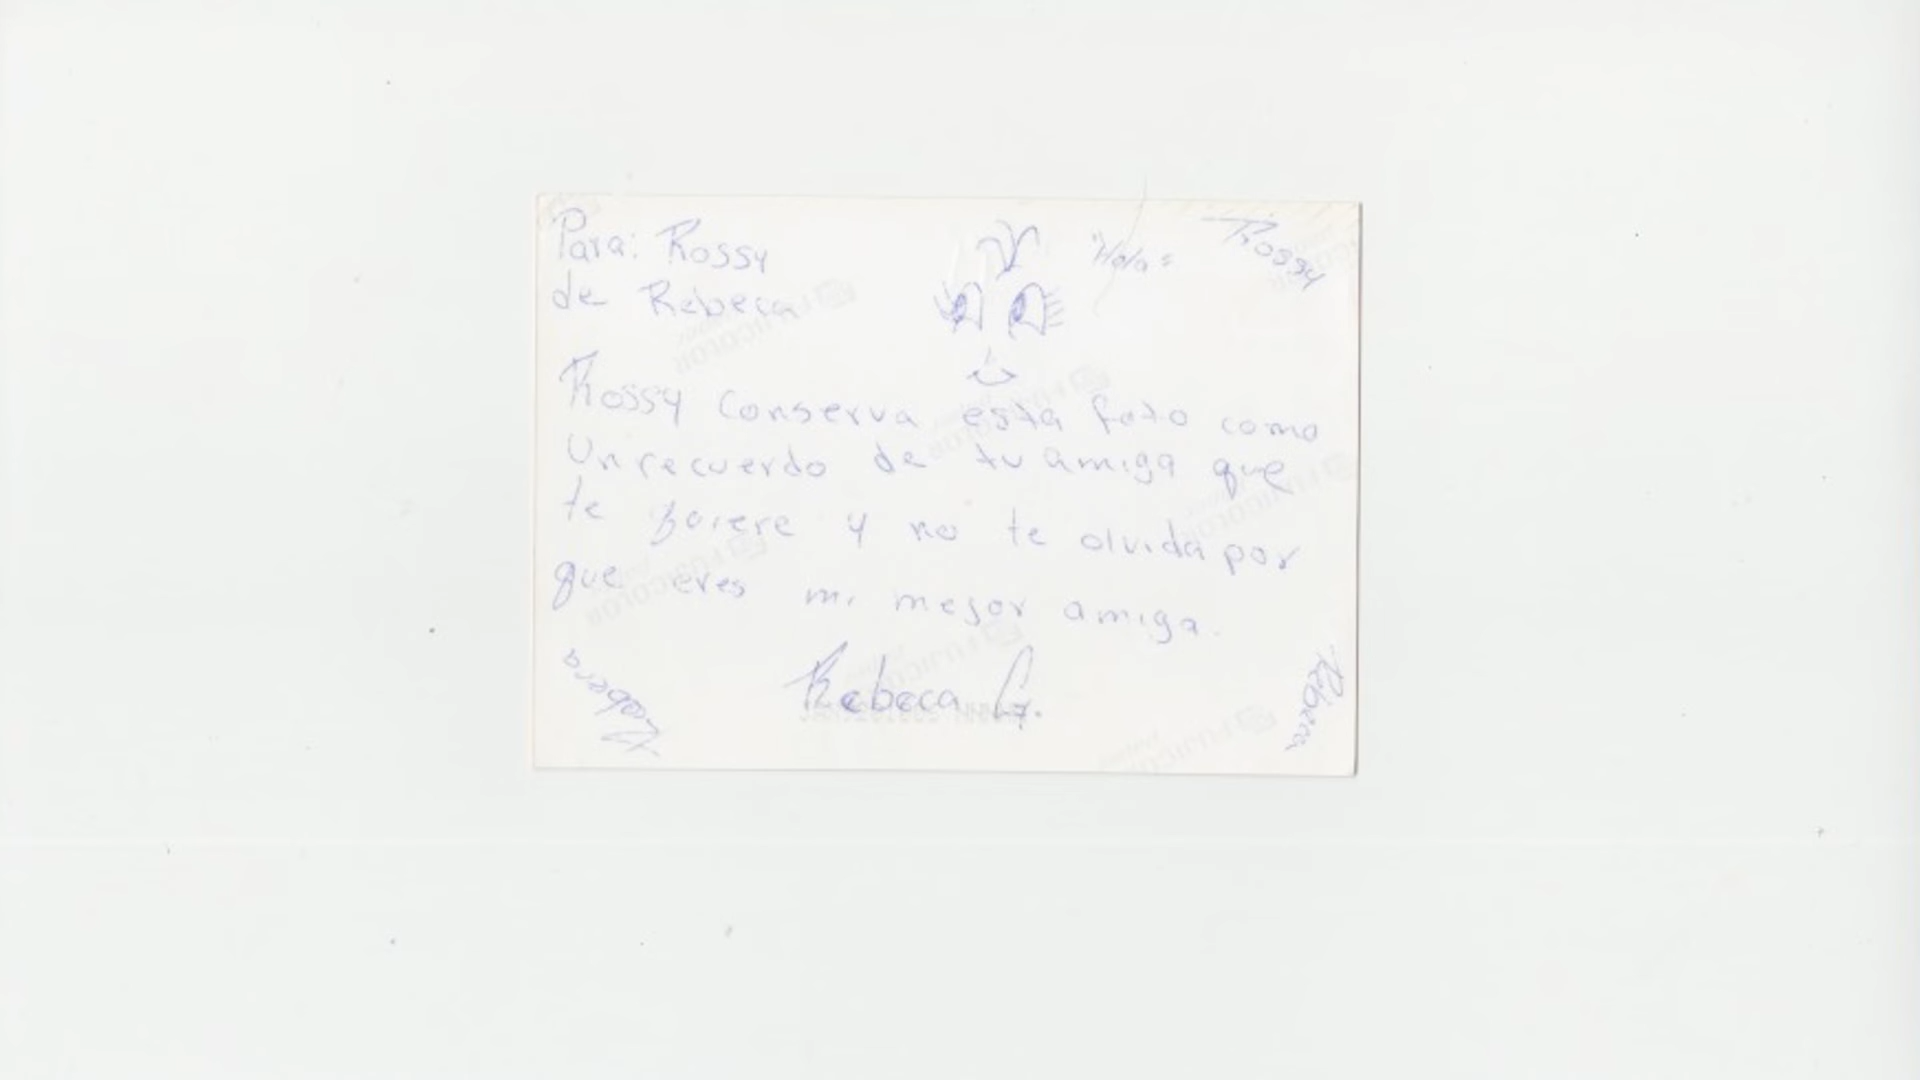 Para: Rossy
de Rebeca
"Hola"
Rossy
Rossy conserva esta foto como
Un recuerdo de tu amiga que
te quiere y no te olvida por
que eres mi mejor amiga.
Rebeca G.
Rebeca
Rebeca